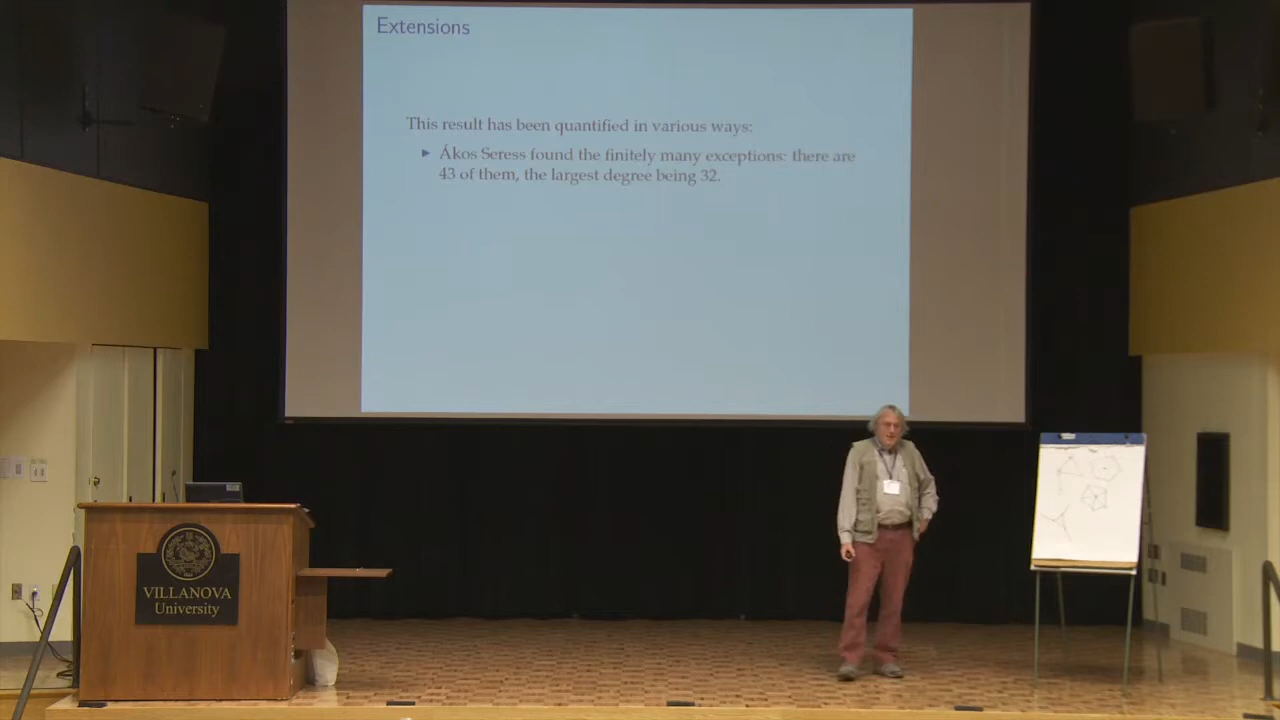 Extensions
This result has been quantified in various ways:
▶ Ákos Seress found the finitely many exceptions: there are
43 of them, the largest degree being 32.
VILLANOVA
University